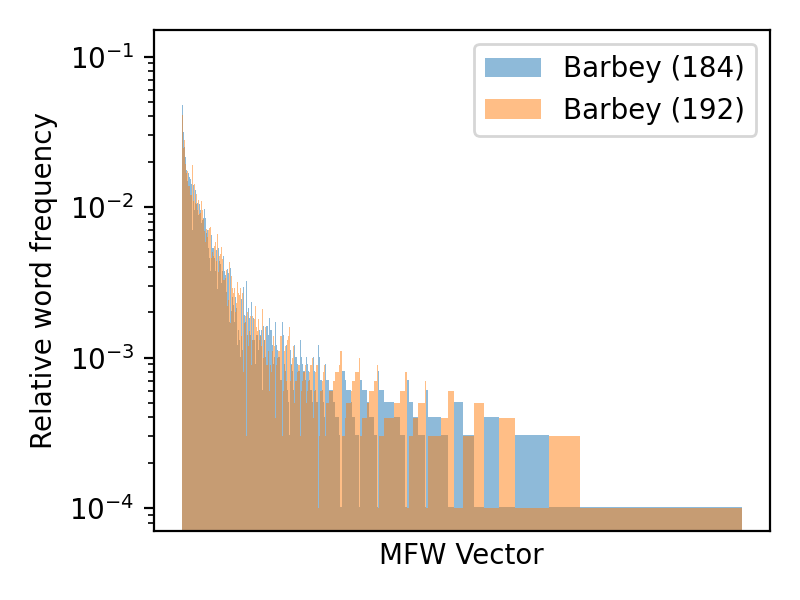 Barbey (184)
Barbey (192)
10⁻¹
10⁻²
10⁻³
10⁻⁴
Relative word frequency
MFW Vector